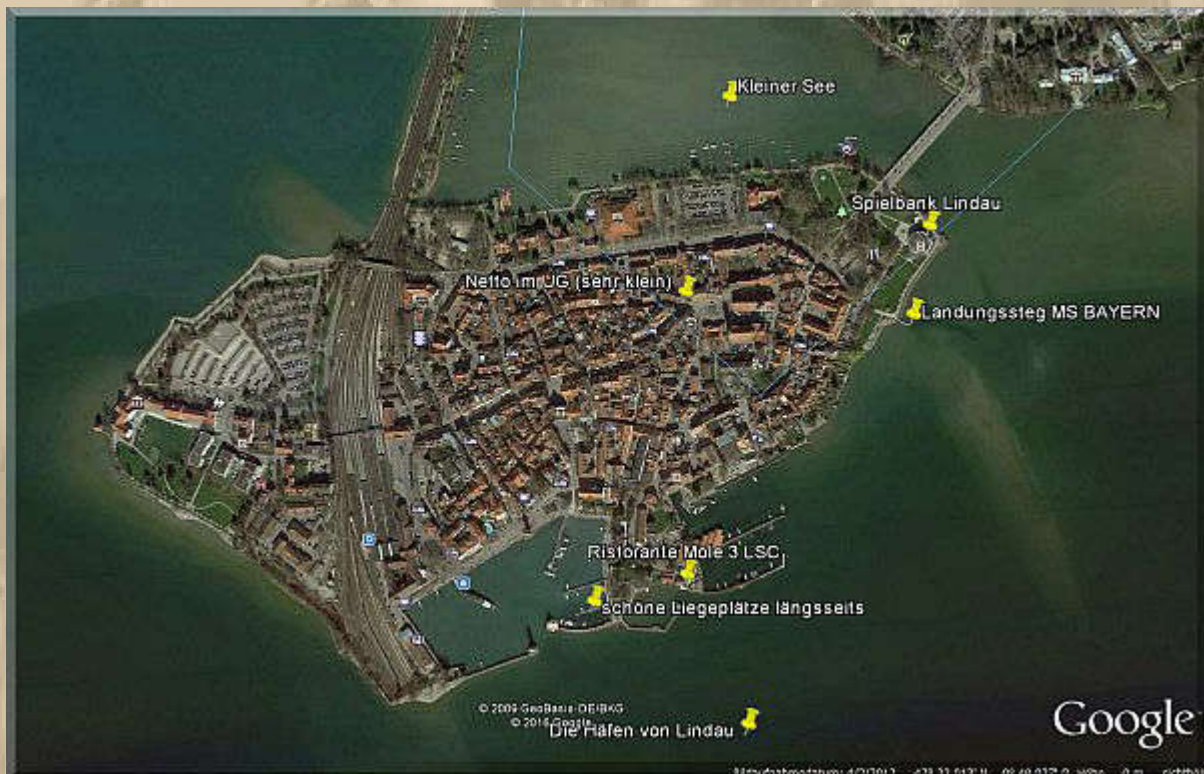 Kleiner See
Spielbank Lindau
Netto im UG (sehr klein)
Landungssteg MS BAYERN
Ristorante Mole 3 LSC
schöne Liegeplätze längsseits
© 2009 GeoBasis-DE/BKG
© 2016 Google
Die Häfen von Lindau
Google